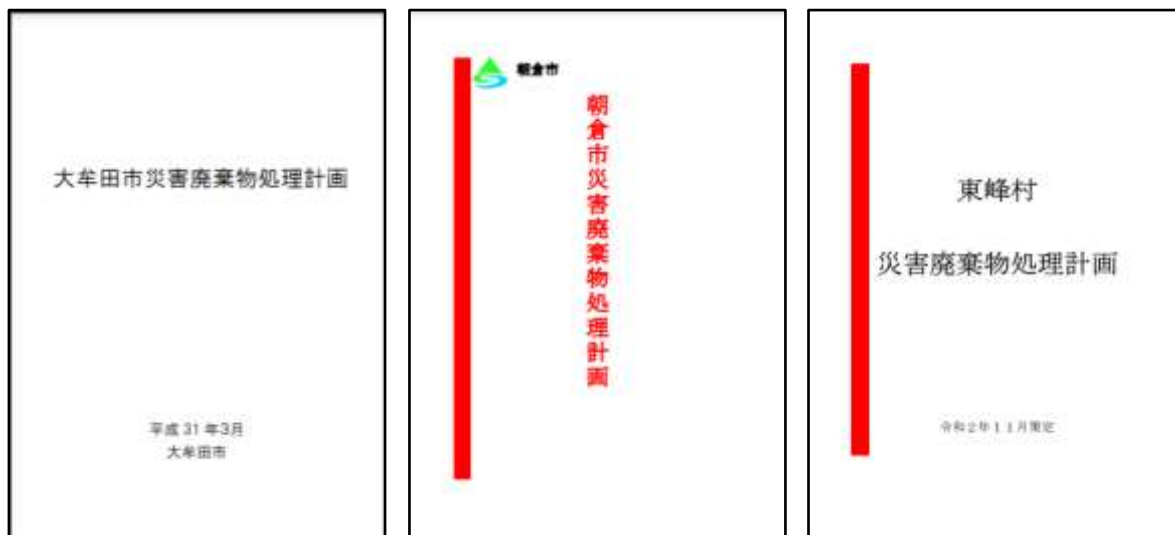 大牟田市災害廃棄物処理計画
平成 31 年3月
大牟田市
朝倉市
朝倉市災害廃棄物処理計画
東峰村
災害廃棄物処理計画
令和2年11月策定